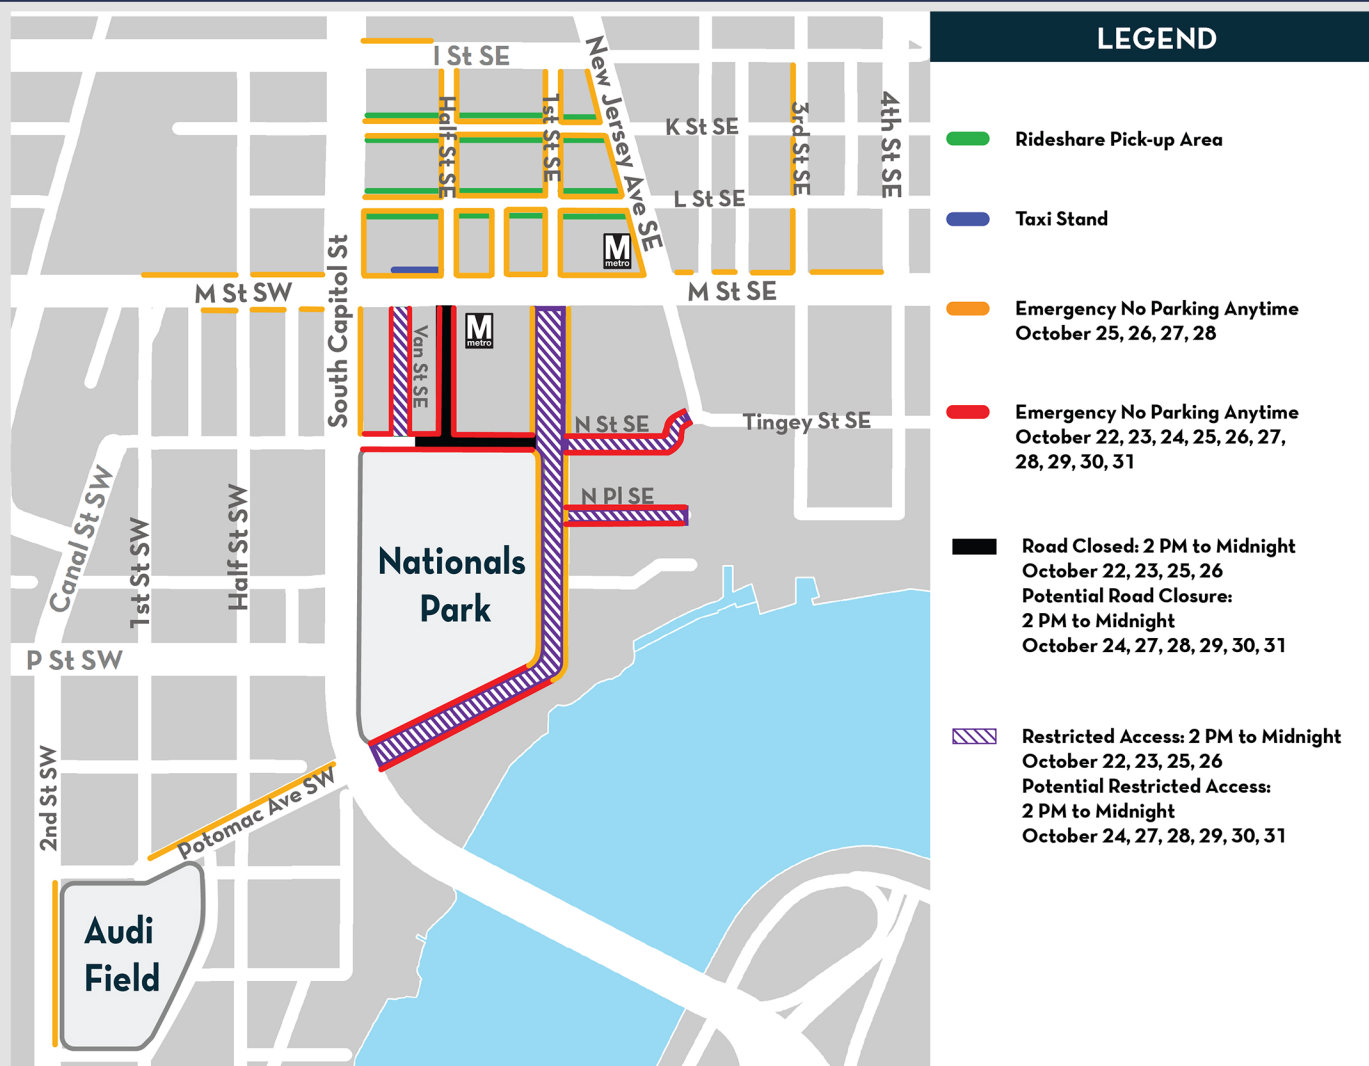 LEGEND
Rideshare Pick-up Area
Taxi Stand
Emergency No Parking Anytime
October 25, 26, 27, 28
Emergency No Parking Anytime
October 22, 23, 24, 25, 26, 27,
28, 29, 30, 31
Road Closed: 2 PM to Midnight
October 22, 23, 25, 26
Potential Road Closure:
2 PM to Midnight
October 24, 27, 28, 29, 30, 31
Restricted Access: 2 PM to Midnight
October 22, 23, 25, 26
Potential Restricted Access:
2 PM to Midnight
October 24, 27, 28, 29, 30, 31
I St SE
New Jersey Ave SE
Half St SE
1st St SE
K St SE
3rd St SE
4th St SE
L St SE
M
metro
South Capitol St
M St SW
M St SE
Van St SE
M
metro
N St SE
Tingey St SE
N Pl SE
Canal St SW
1st St SW
Half St SW
Nationals
Park
P St SW
2nd St SW
Potomac Ave SW
Audi
Field